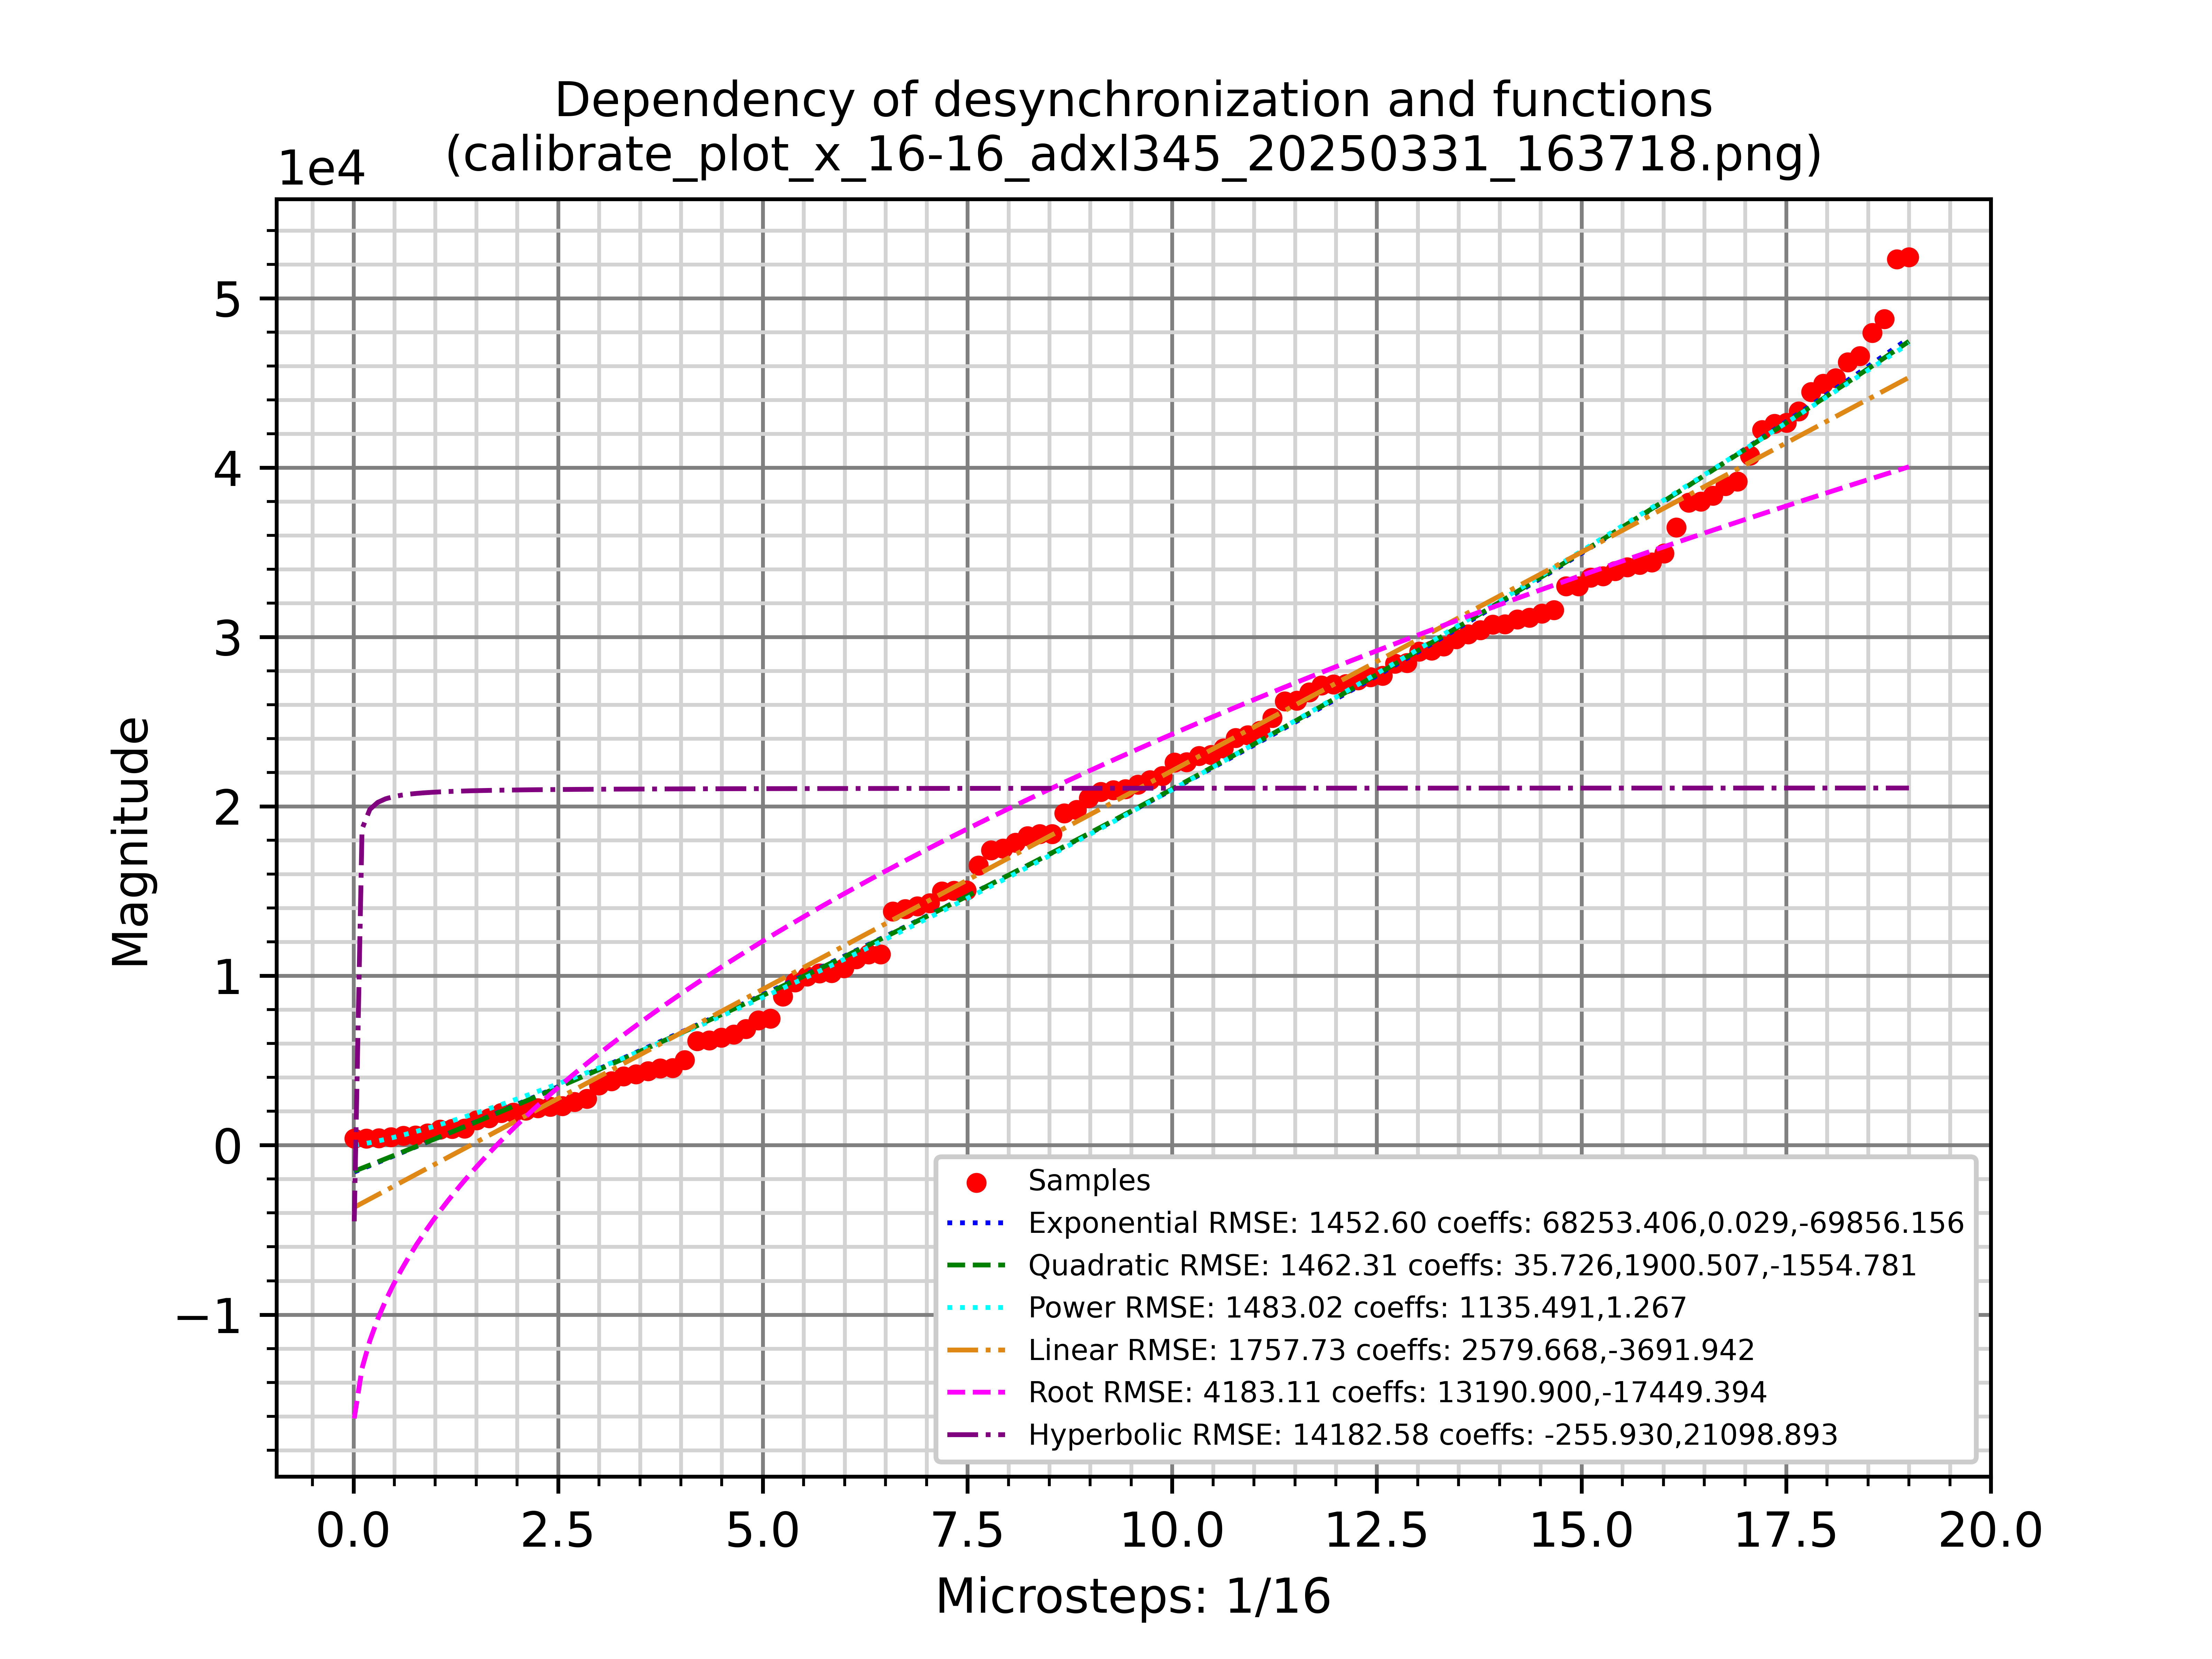 Dependency of desynchronization and functions
(calibrate_plot_x_16-16_adxl345_20250331_163718.png)
1e4
5
4
3
2
1
0
−1
Magnitude
Samples
Exponential RMSE: 1452.60 coeffs: 68253.406,0.029,-69856.156
Quadratic RMSE: 1462.31 coeffs: 35.726,1900.507,-1554.781
Power RMSE: 1483.02 coeffs: 1135.491,1.267
Linear RMSE: 1757.73 coeffs: 2579.668,-3691.942
Root RMSE: 4183.11 coeffs: 13190.900,-17449.394
Hyperbolic RMSE: 14182.58 coeffs: -255.930,21098.893
0.0 2.5 5.0 7.5 10.0 12.5 15.0 17.5 20.0
Microsteps: 1/16